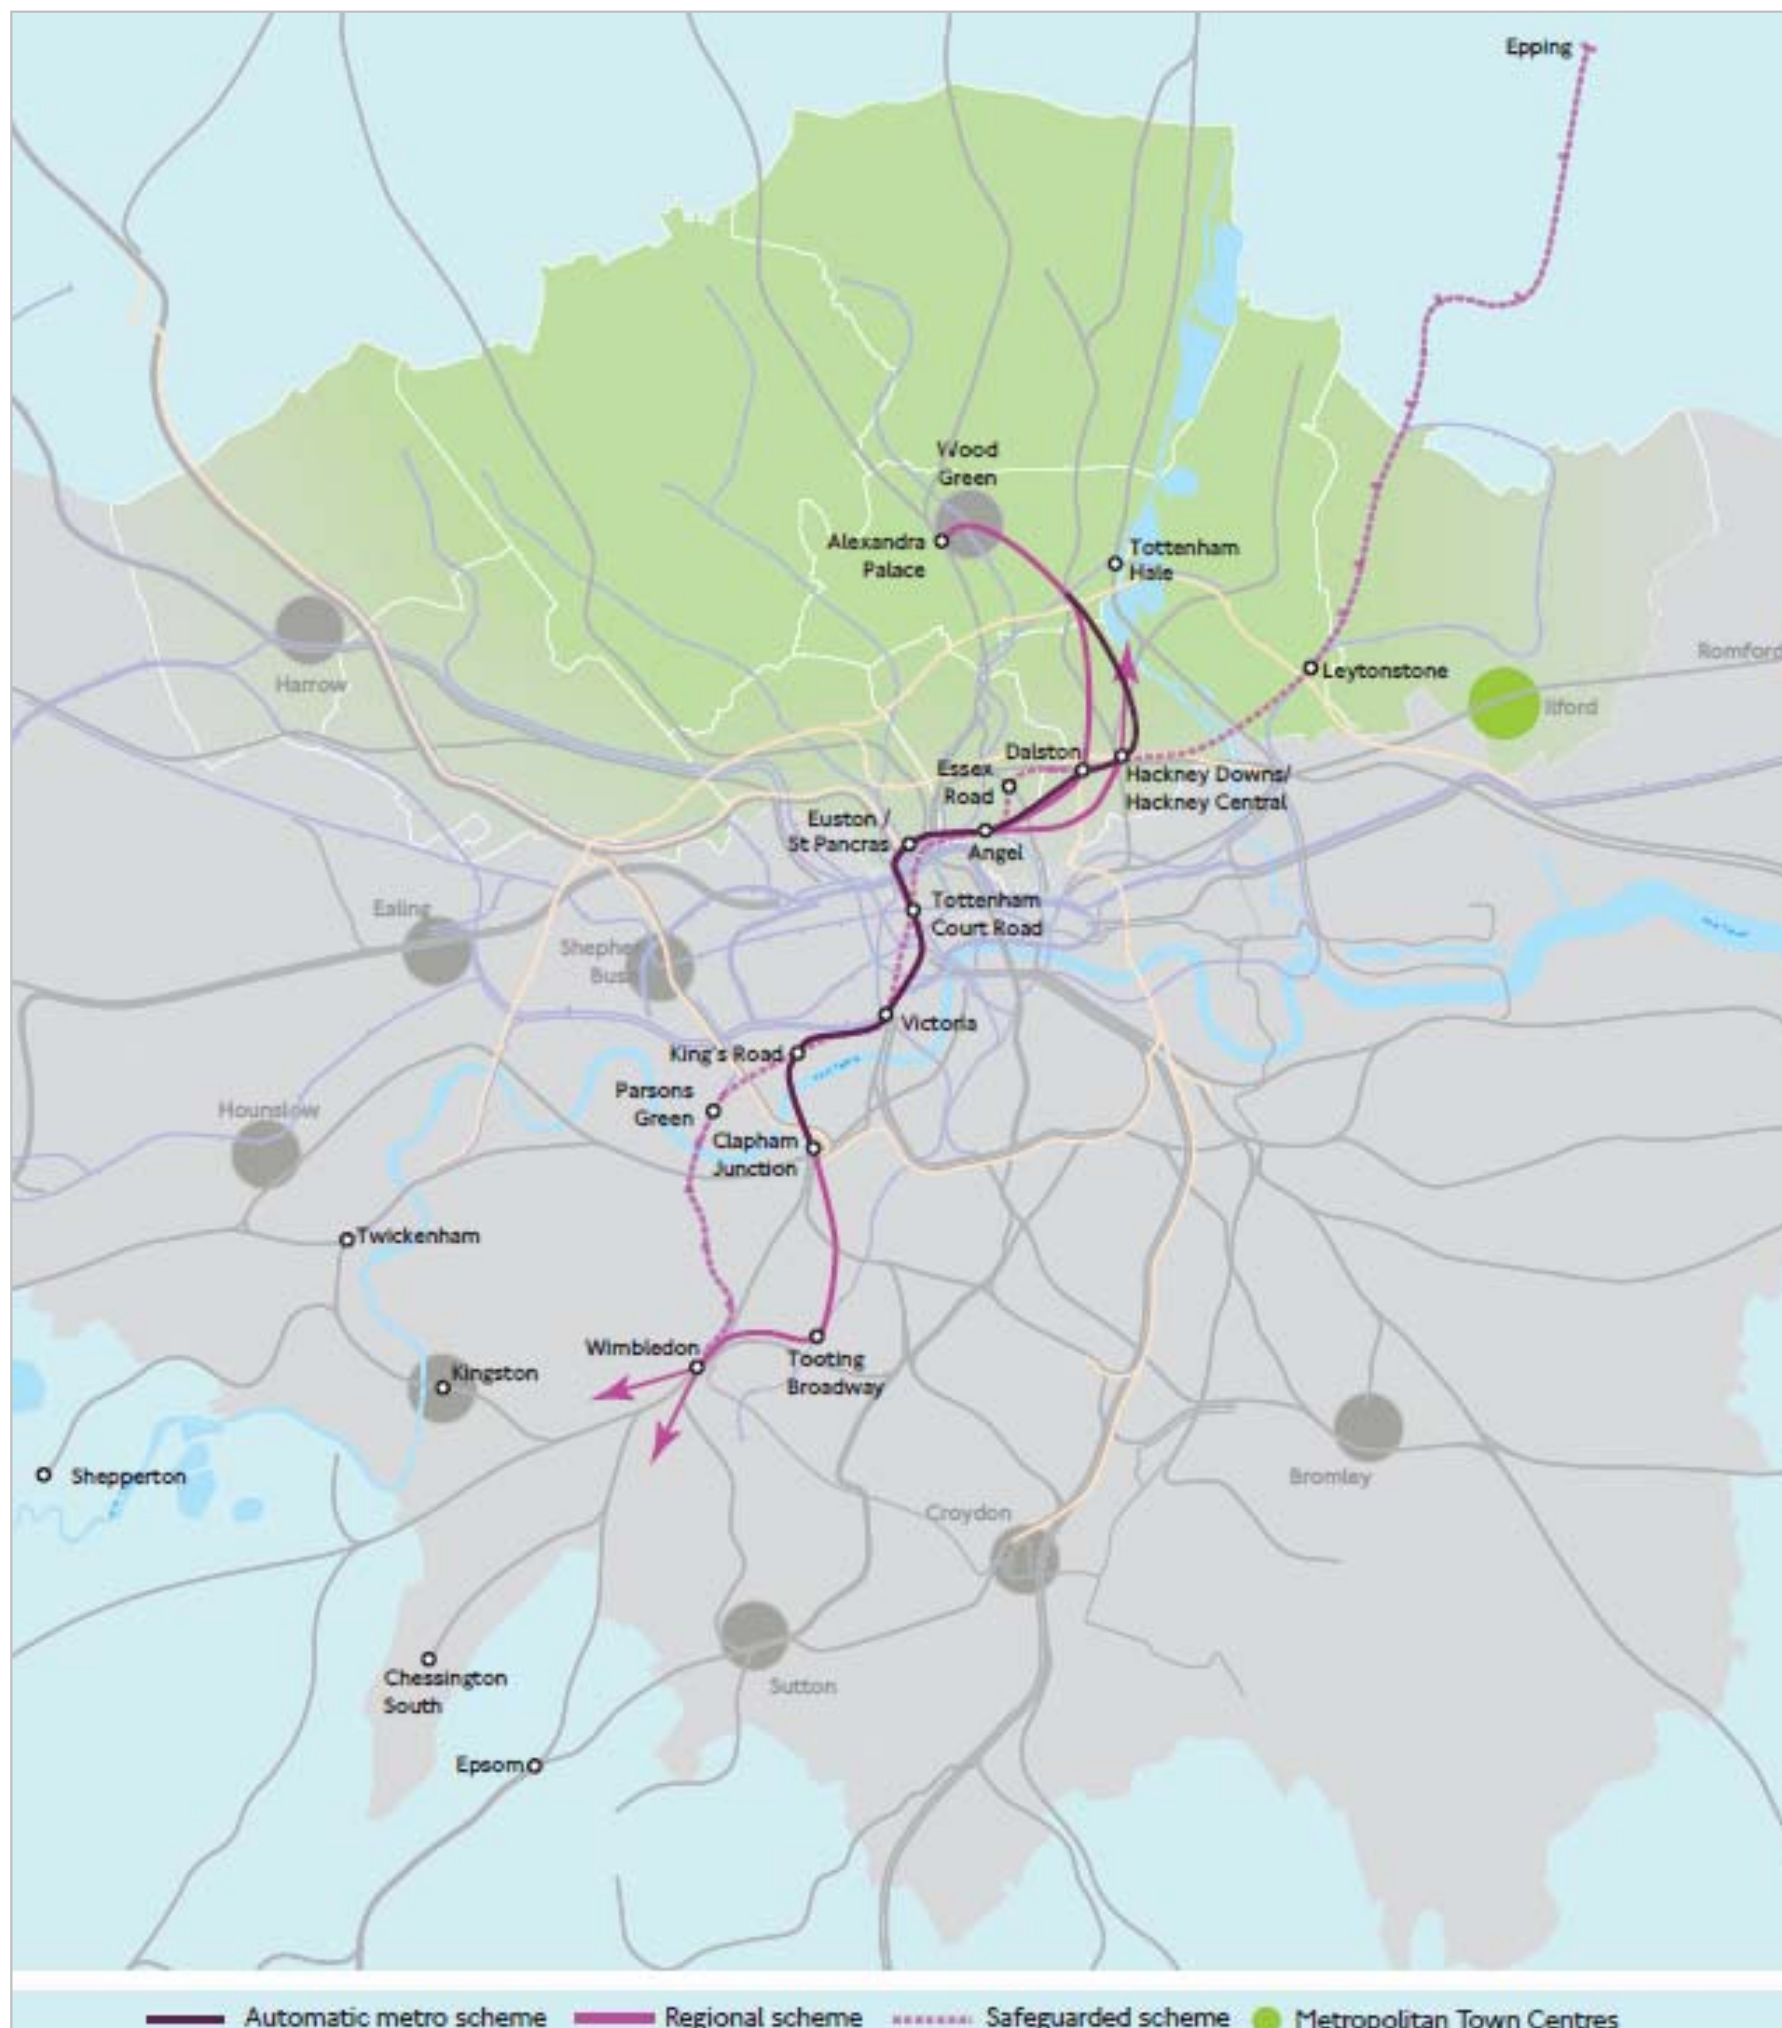 Epping
Wood
Green
Alexandra
Palace
Tottenham
Hale
Romford
Leytonstone
Harrow
Ilford
Dalston
Essex
Road
Hackney Downs/
Hackney Central
Euston /
St Pancras
Angel
Tottenham
Court Road
Ealing
Shepher
Bus
Victoria
King's Road
Parsons
Green
Hounslow
Clapham
Junction
Twickenham
Wimbledon
Tooting
Broadway
Kingston
Shepperton
Bromley
Croydon
Chessington
South
Sutton
Epsom
Automatic metro scheme Regional scheme Safeguarded scheme Metropolitan Town Centres